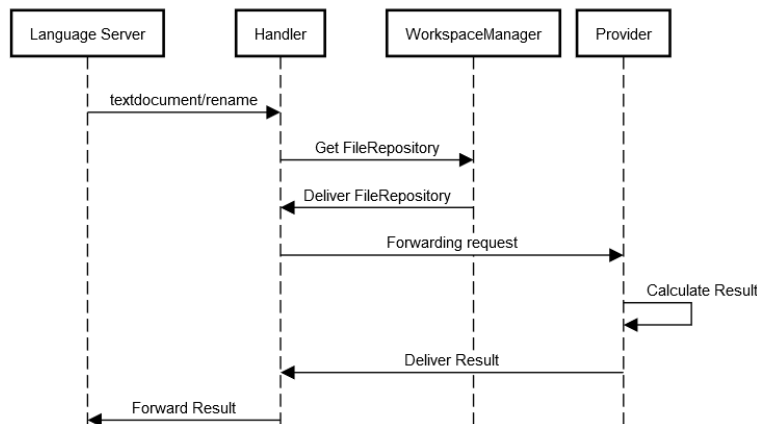 Language Server
Handler
WorkspaceManager
Provider
textdocument/rename
Get FileRepository
Deliver FileRepository
Forwarding request
Calculate Result
Deliver Result
Forward Result